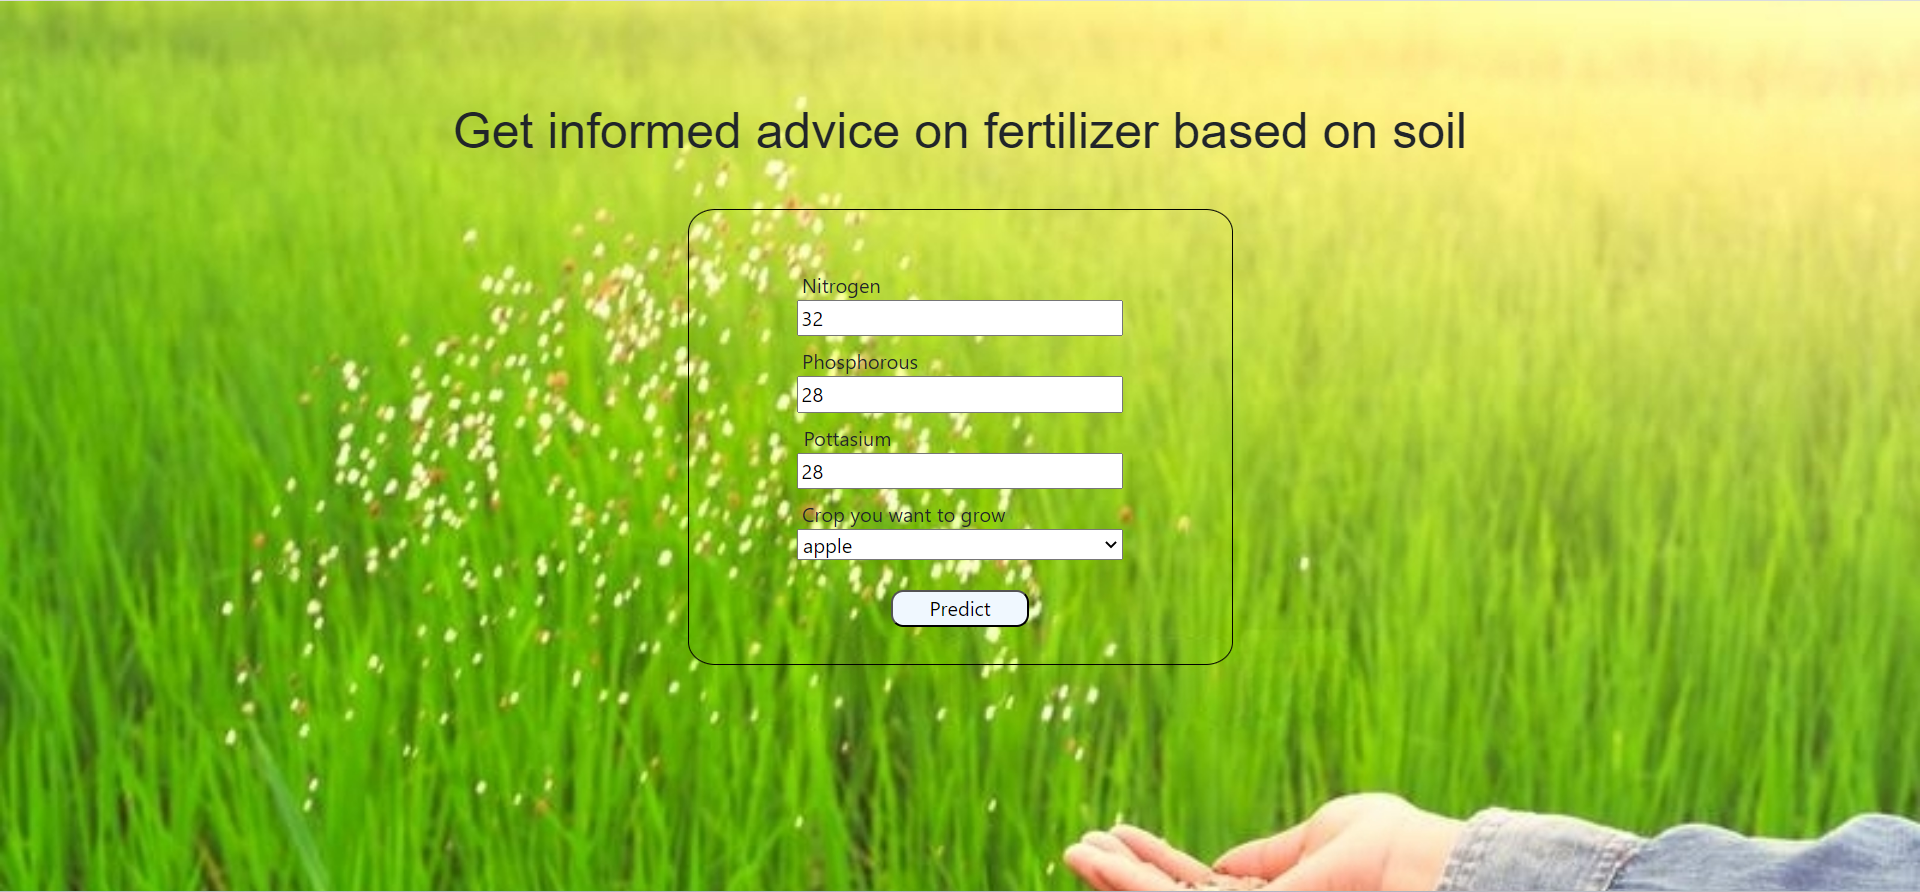 Get informed advice on fertilizer based on soil
Nitrogen
32
Phosphorous
28
Pottasium
28
Crop you want to grow
apple
Predict